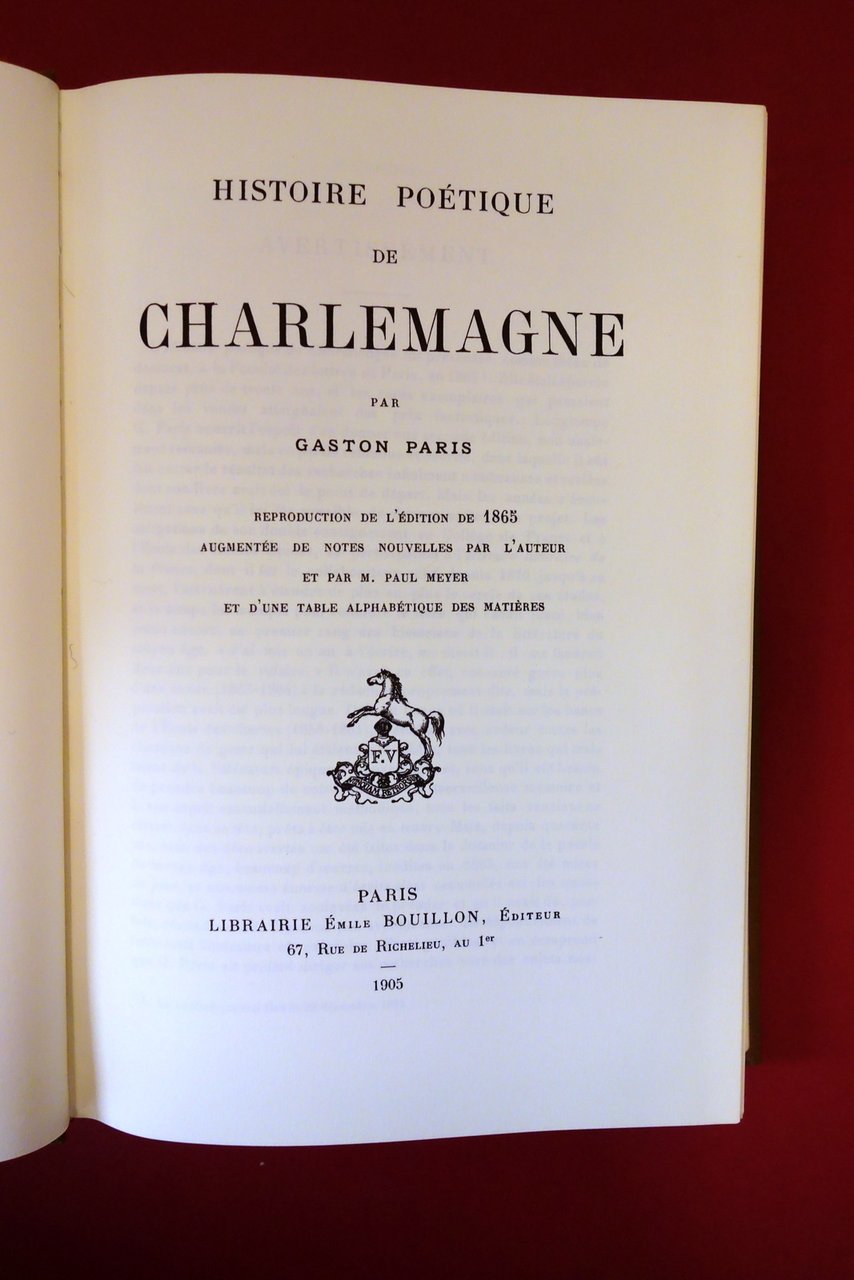 HISTOIRE POÉTIQUE
DE
CHARLEMAGNE
PAR
GASTON PARIS
REPRODUCTION DE L'ÉDITION DE 1865
AUGMENTÉE DE NOTES NOUVELLES PAR L'AUTEUR
ET PAR M. PAUL MEYER
ET D'UNE TABLE ALPHABÉTIQUE DES MATIÈRES
F.V
PARIS
LIBRAIRIE ÉMILE BOUILLON, ÉDITEUR
67, RUE DE RICHELIEU, AU 1er
1905